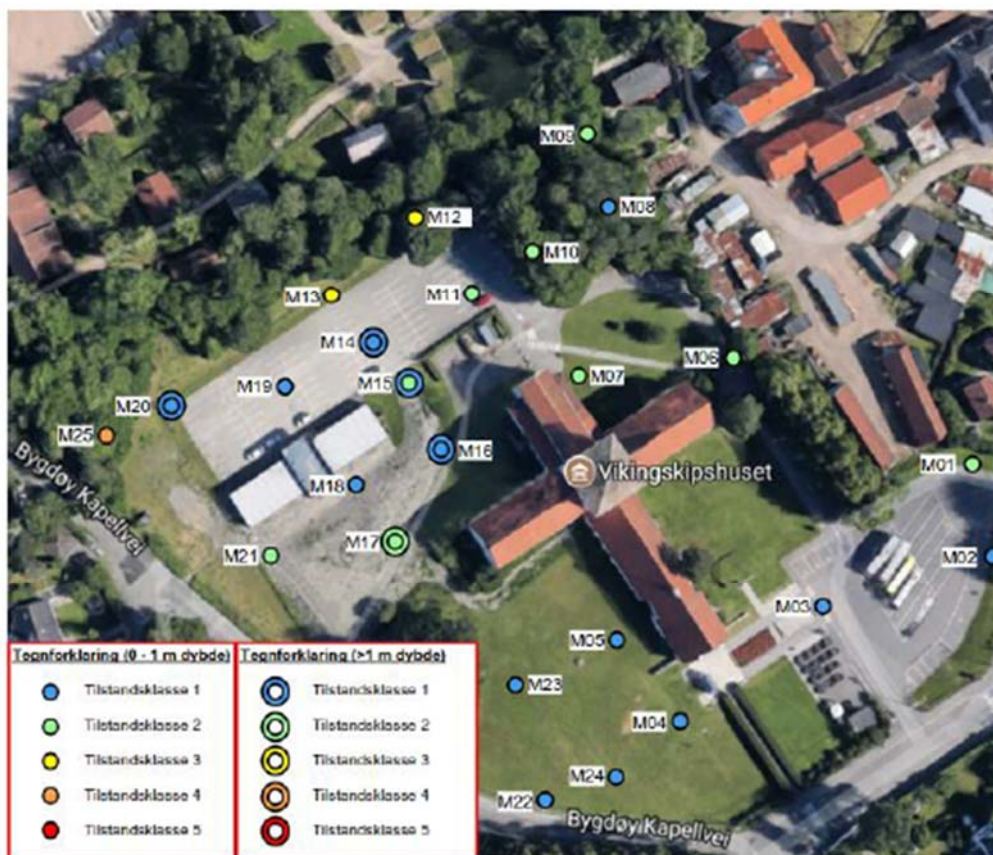 M09
M08
M12
M10
M13
M11
M14
M06
M07
M15
M19
M20
M25
M16
M01
Vikingskipshuset
M18
Bygdøy Kapellvei
M17
M21
M02
M03
M05
M23
M04
M24
M22
Bygdøy Kapellvei
Tegnforklaring (0 - 1 m dybde)
Tilstandsklasse 1
Tilstandsklasse 2
Tilstandsklasse 3
Tilstandsklasse 4
Tilstandsklasse 5
Tegnforklaring (>1 m dybde)
Tilstandsklasse 1
Tilstandsklasse 2
Tilstandsklasse 3
Tilstandsklasse 4
Tilstandsklasse 5